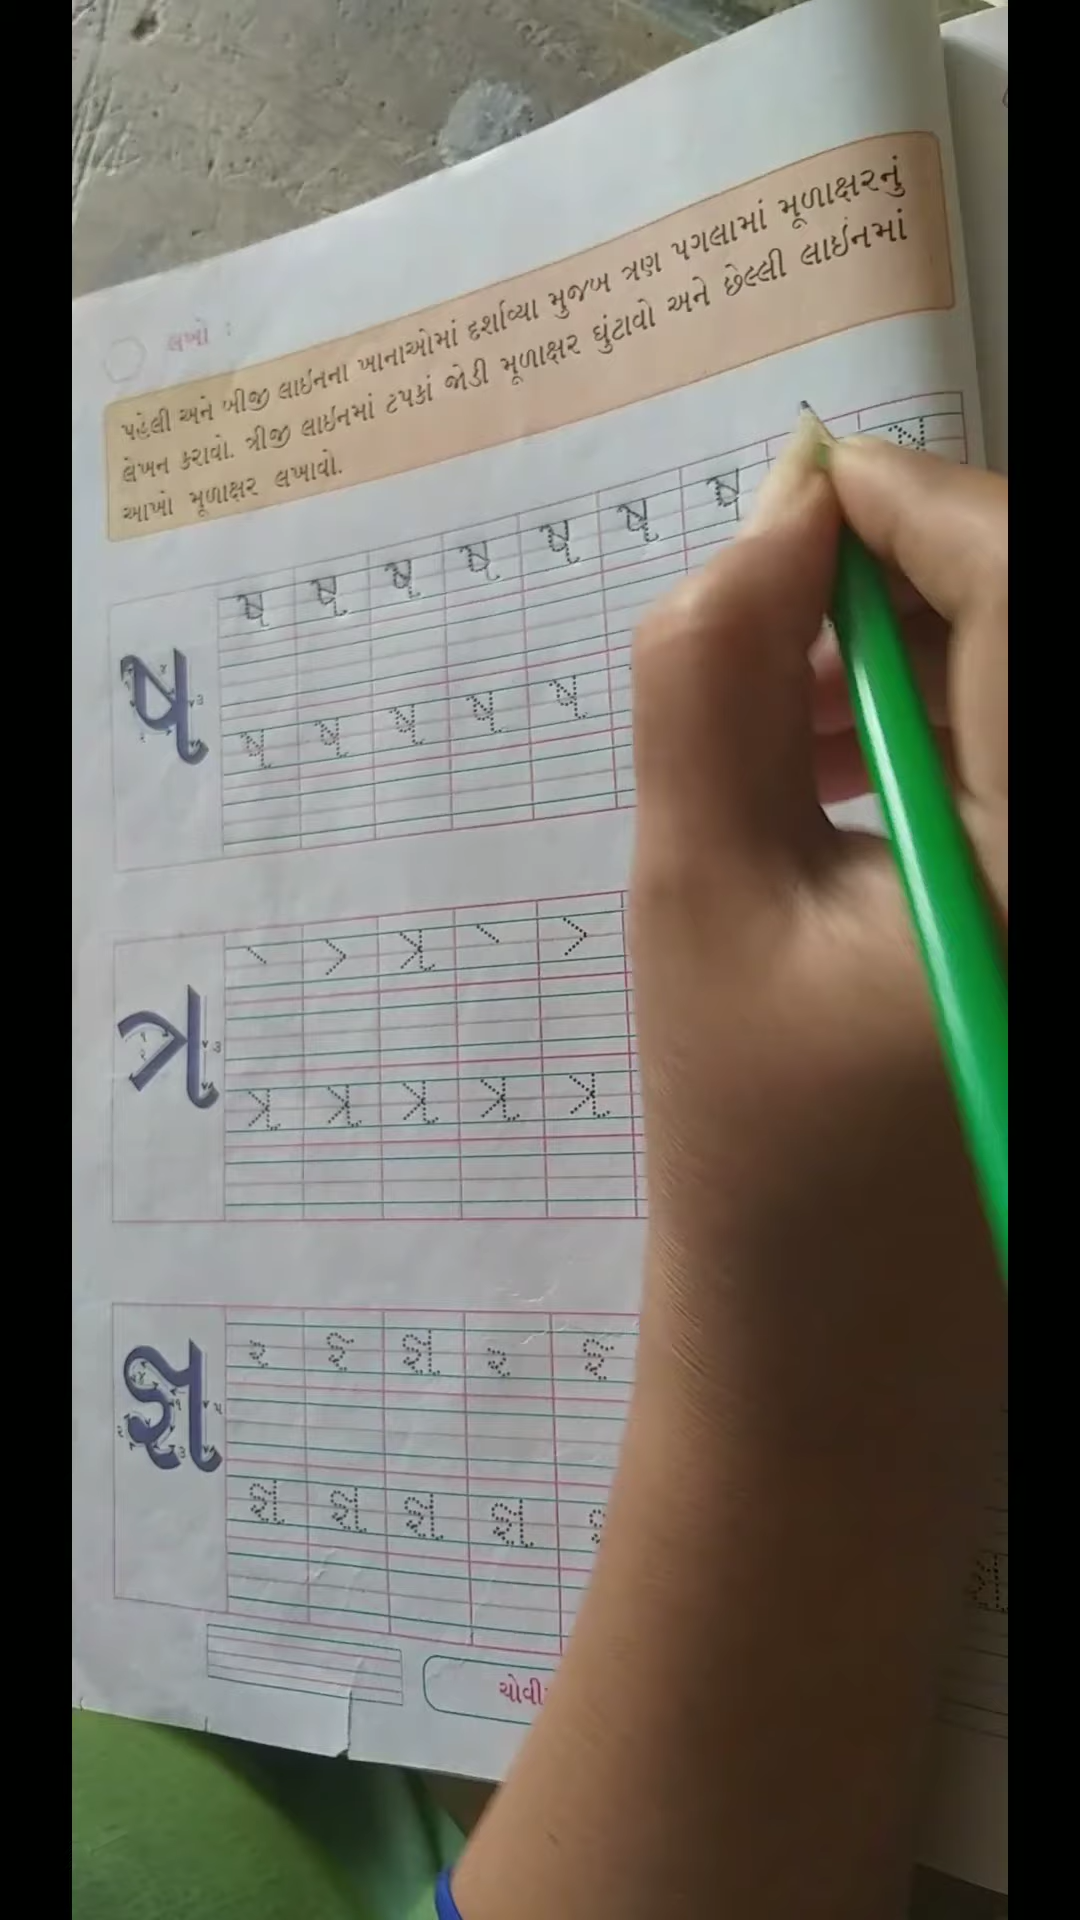 લખો :
પહેલી અને બીજી લાઇનના ખાનાઓમાં દર્શાવ્યા મુજબ ત્રણ પગલામાં મૂળાક્ષરનું
લેખન કરાવો. ત્રીજી લાઇનમાં ટપકાં જોડી મૂળાક્ષર ઘુંટાવો અને છેલ્લી લાઇનમાં
આખો મૂળાક્ષર લખાવો.
ષ ષ ષ ષ ષ ષ ષ ષ
ષ ષ ષ ષ ષ
ત્ર ત્ર
ત્ર ત્ર ત્ર ત્ર ત્ર
જ્ઞ જ્ઞ
જ્ઞ જ્ઞ જ્ઞ જ્ઞ